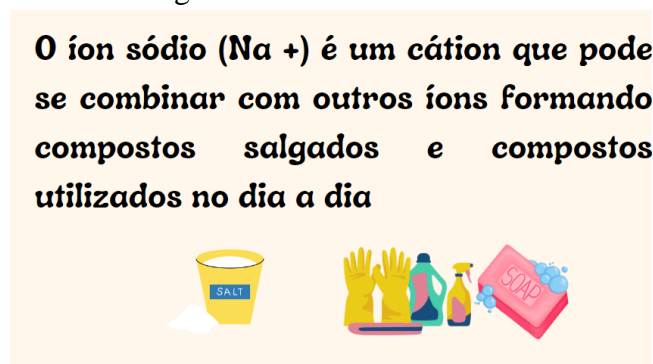 O íon sódio (Na +) é um cátion que pode
se combinar com outros íons formando
compostos salgados e compostos
utilizados no dia a dia
SALT
SOAP